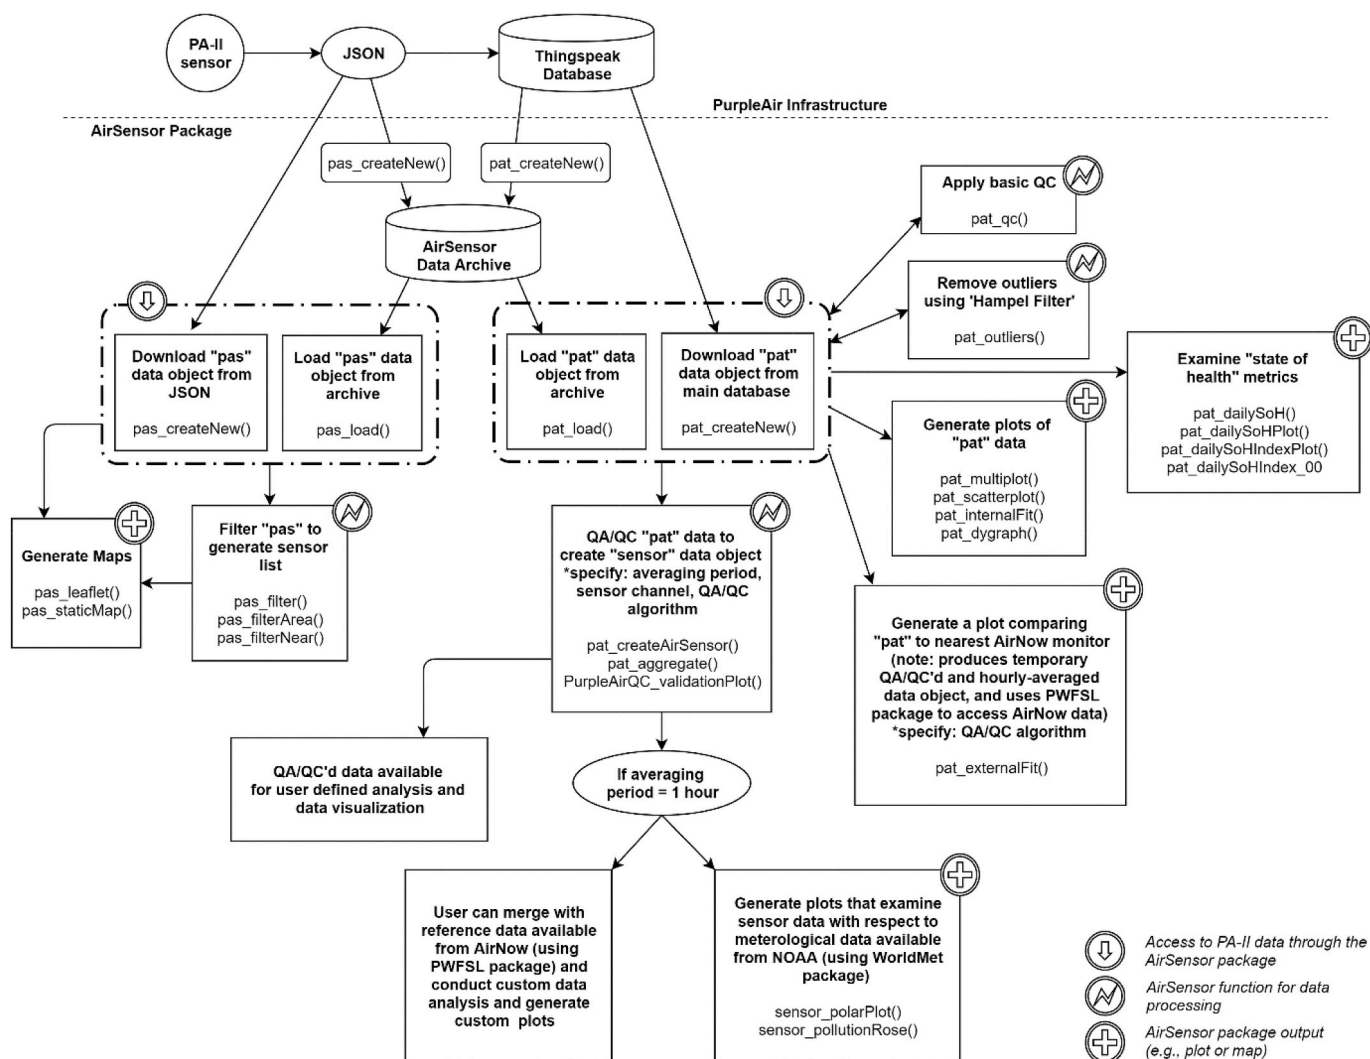 PA-II
sensor
JSON
Thingspeak
Database
PurpleAir Infrastructure
AirSensor Package
pas_createNew()
pat_createNew()
AirSensor
Data Archive
Apply basic QC
pat_qc()
Remove outliers
using 'Hampel Filter'
pat_outliers()
Download "pas"
data object from
JSON
pas_createNew()
Load "pas" data
object from
archive
pas_load()
Load "pat" data
object from
archive
pat_load()
Download "pat"
data object from
main database
pat_createNew()
Examine "state of
health" metrics
pat_dailySoH()
pat_dailySoHPlot()
pat_dailySoHIndexPlot()
pat_dailySoHIndex_00
Generate plots of
"pat" data
pat_multiplot()
pat_scatterplot()
pat_internalFit()
pat_dygraph()
Generate Maps
pas_leaflet()
pas_staticMap()
Filter "pas" to
generate sensor
list
pas_filter()
pas_filterArea()
pas_filterNear()
QA/QC "pat" data to
create "sensor" data object
*specify: averaging period,
sensor channel, QA/QC
algorithm
pat_createAirSensor()
pat_aggregate()
PurpleAirQC_validationPlot()
Generate a plot comparing
"pat" to nearest AirNow monitor
(note: produces temporary
QA/QC'd and hourly-averaged
data object, and uses PWFSL
package to access AirNow data)
*specify: QA/QC algorithm
pat_externalFit()
QA/QC'd data available
for user defined analysis and
data visualization
If averaging
period = 1 hour
User can merge with
reference data available
from AirNow (using
PWFSL package) and
conduct custom data
analysis and generate
custom plots
Generate plots that examine
sensor data with respect to
meterological data available
from NOAA (using WorldMet
package)
sensor_polarPlot()
sensor_pollutionRose()
Access to PA-II data through the
AirSensor package
AirSensor function for data
processing
AirSensor package output
(e.g., plot or map)